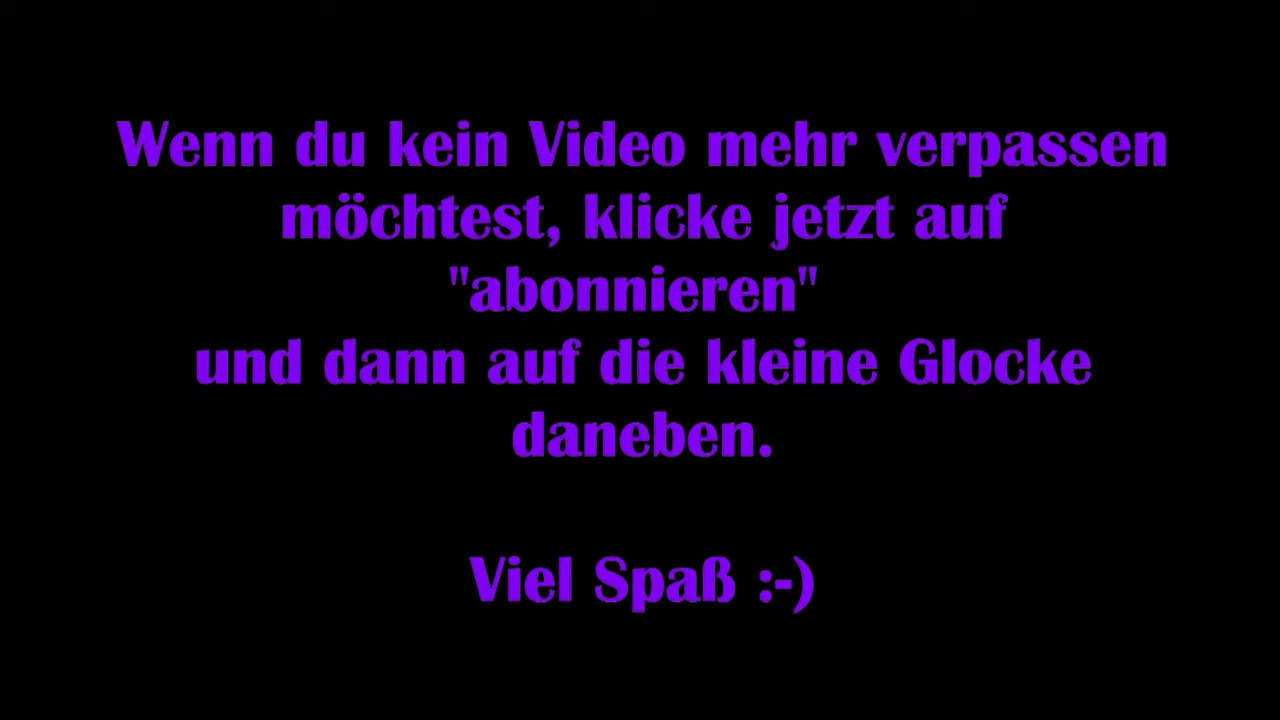 Wenn du kein Video mehr verpassen
möchtest, klicke jetzt auf
"abonnieren"
und dann auf die kleine Glocke
daneben.
Viel Spaß :-)